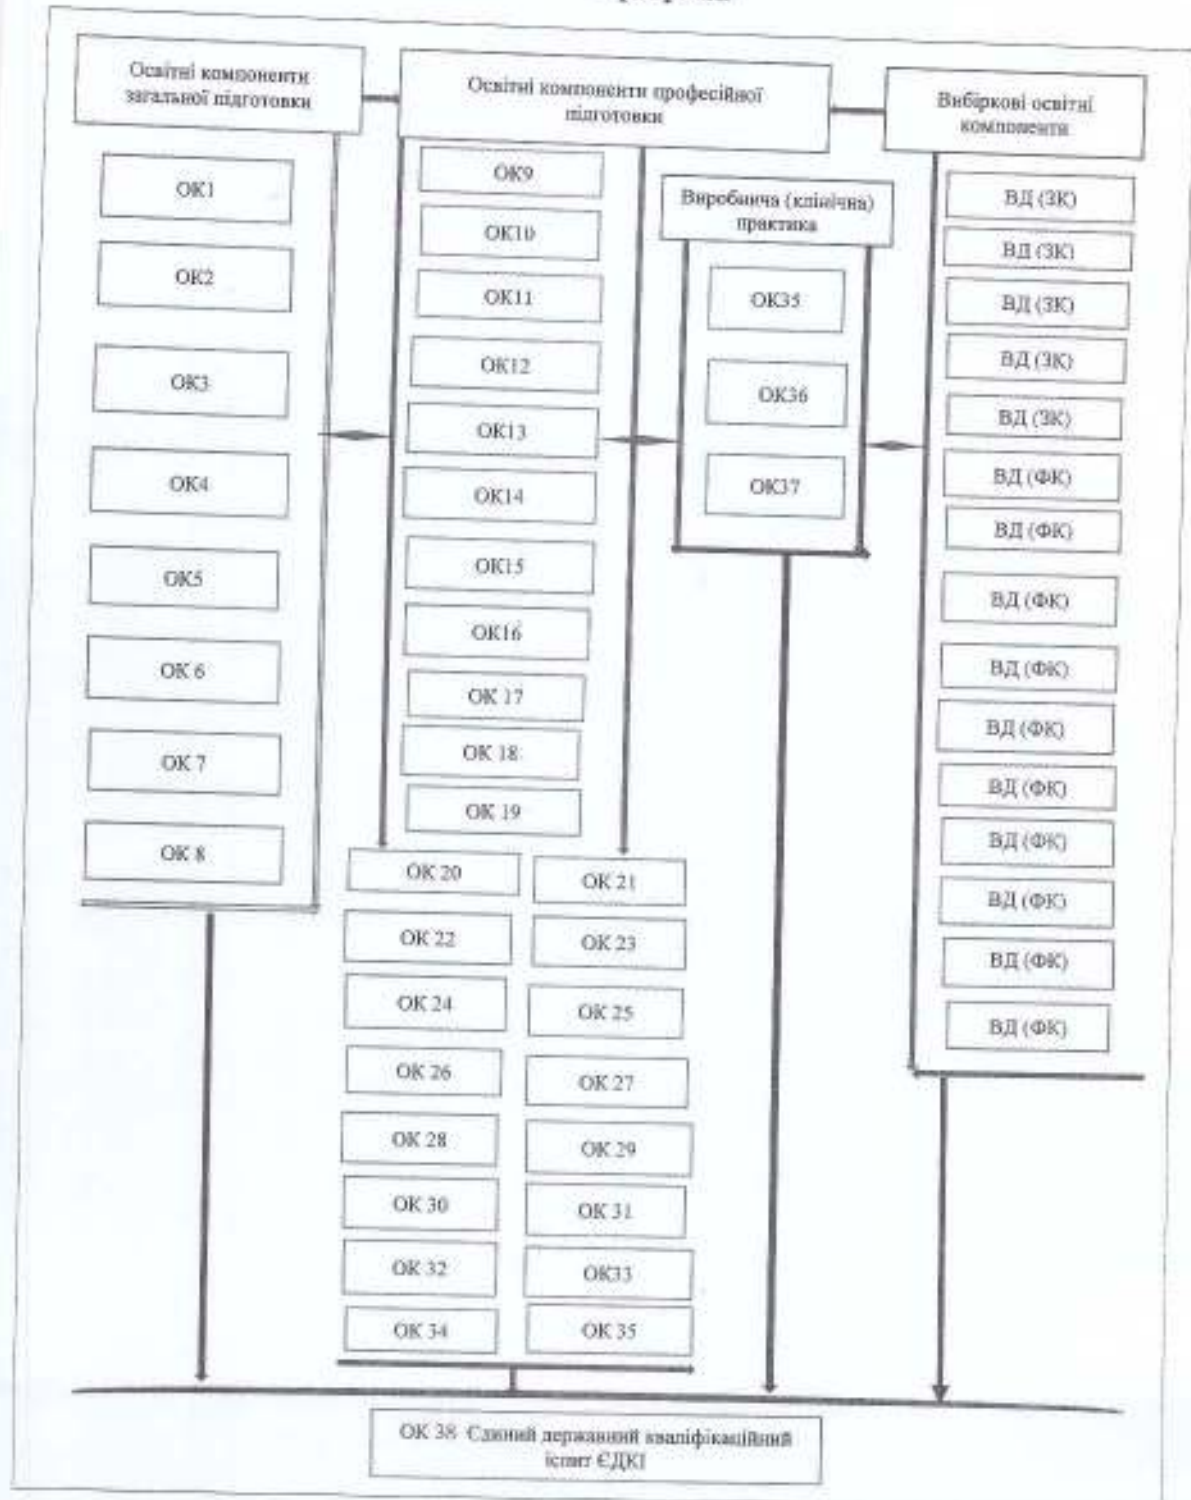 Освітні компоненти
загальної підготовки
ОК1
ОК2
ОК3
ОК4
ОК5
ОК 6
ОК 7
ОК 8
Освітні компоненти професійної
підготовки
ОК9
ОК10
ОК11
ОК12
ОК13
ОК14
ОК15
ОК16
ОК 17
ОК 18
ОК 19
ОК 20
ОК 21
ОК 22
ОК 23
ОК 24
ОК 25
ОК 26
ОК 27
ОК 28
ОК 29
ОК 30
ОК 31
ОК 32
ОК33
ОК 34
ОК 35
Виробнича (клінічна)
практика
ОК35
ОК36
ОК37
Вибіркові освітні
компоненти
ВД (ЗК)
ВД (ЗК)
ВД (ЗК)
ВД (ЗК)
ВД (ЗК)
ВД (ФК)
ВД (ФК)
ВД (ФК)
ВД (ФК)
ВД (ФК)
ВД (ФК)
ВД (ФК)
ВД (ФК)
ВД (ФК)
ВД (ФК)
ОК 38 Єдиний державний кваліфікаційний
іспит ЄДКІ